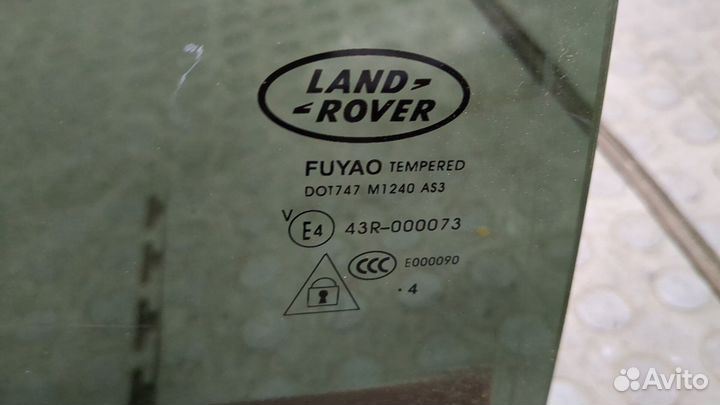 LAND
ROVER
FUYAO TEMPERED
DOT747 M1240 AS3
V E4 43R-000073
CCC E000090
· 4
Avito